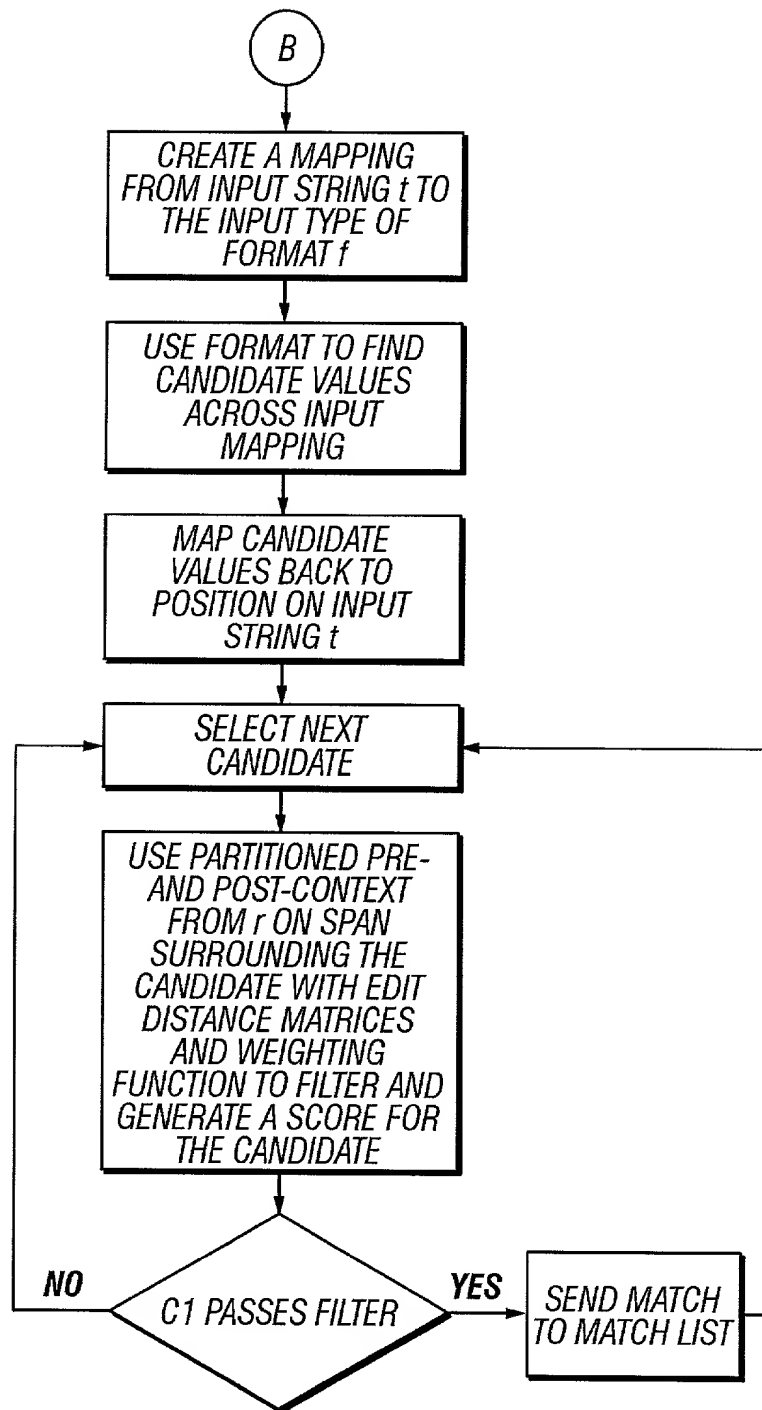 B
CREATE A MAPPING
FROM INPUT STRING t TO
THE INPUT TYPE OF
FORMAT f
USE FORMAT TO FIND
CANDIDATE VALUES
ACROSS INPUT
MAPPING
MAP CANDIDATE
VALUES BACK TO
POSITION ON INPUT
STRING t
SELECT NEXT
CANDIDATE
USE PARTITIONED PRE-
AND POST-CONTEXT
FROM r ON SPAN
SURROUNDING THE
CANDIDATE WITH EDIT
DISTANCE MATRICES
AND WEIGHTING
FUNCTION TO FILTER AND
GENERATE A SCORE FOR
THE CANDIDATE
NO
C1 PASSES FILTER
YES
SEND MATCH
TO MATCH LIST